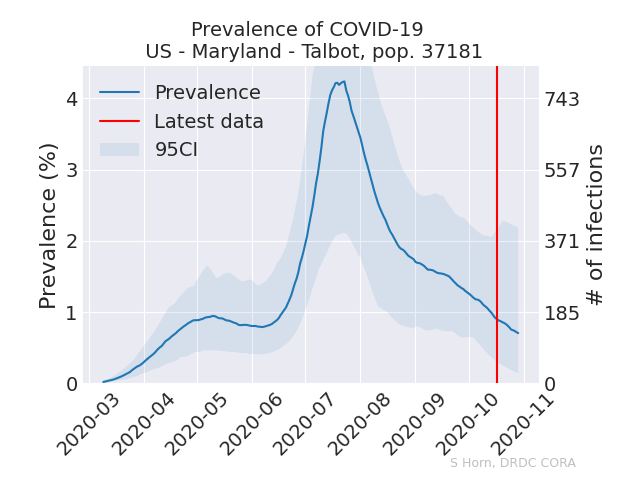 Prevalence of COVID-19
US - Maryland - Talbot, pop. 37181
Prevalence
Latest data
95CI
Prevalence (%)
4
3
2
1
0
743
557
371
185
0
# of infections
2020-03
2020-04
2020-05
2020-06
2020-07
2020-08
2020-09
2020-10
2020-11
S Horn, DRDC CORA